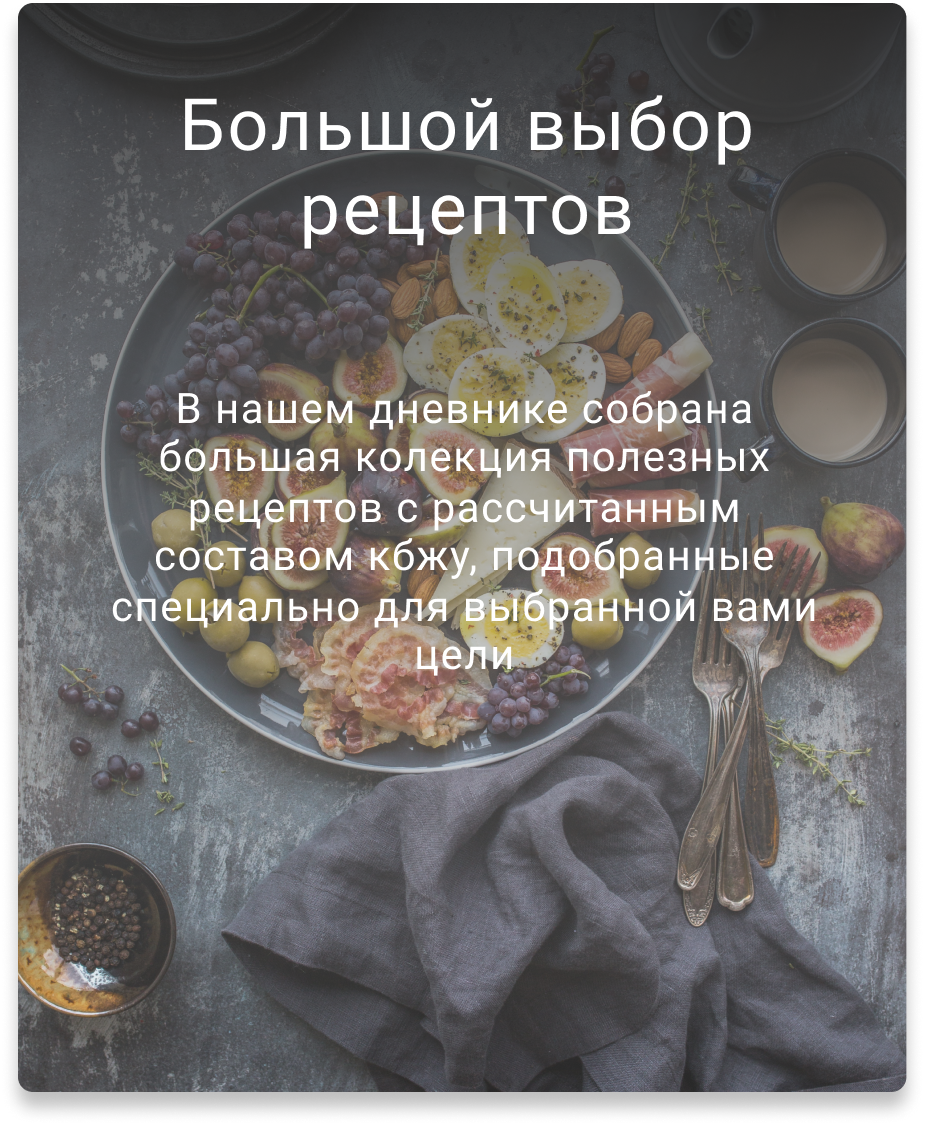 Большой выбор
рецептов
В нашем дневнике собрана
большая колекция полезных
рецептов с рассчитанным
составом кбжу, подобранные
специально для выбранной вами
цели